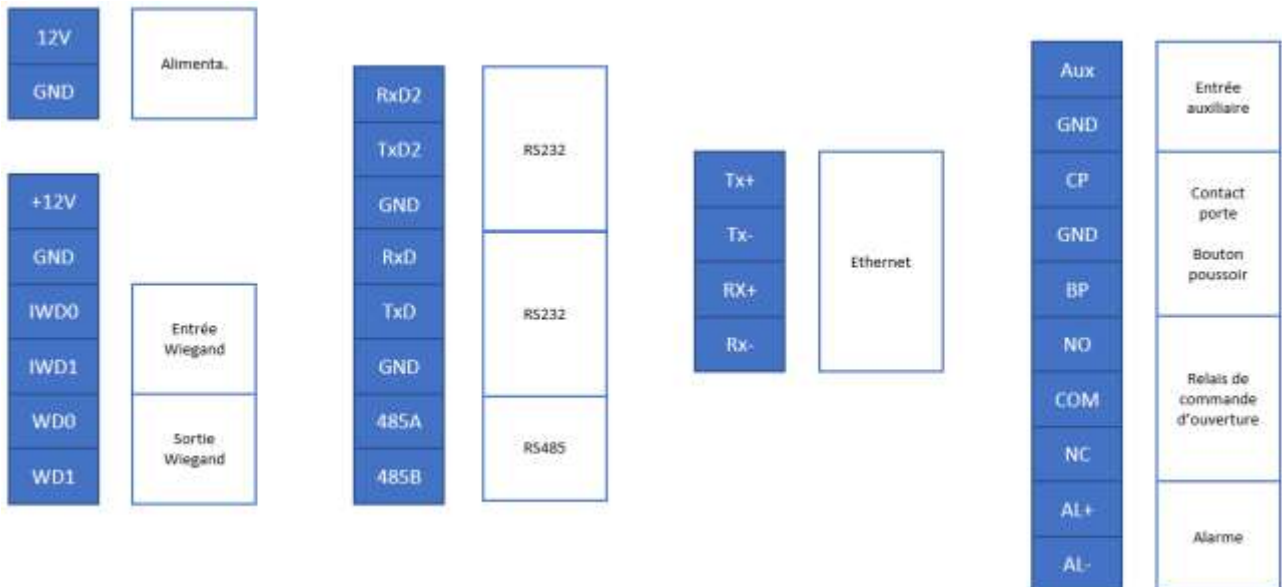 12V
GND
Alimenta.
+12V
GND
IWD0
IWD1
WD0
WD1
Entrée
Wiegand
Sortie
Wiegand
RxD2
TxD2
GND
RxD
TxD
GND
485A
485B
RS232
RS232
RS485
Tx+
Tx-
RX+
Rx-
Ethernet
Aux
GND
CP
GND
BP
NO
COM
NC
AL+
AL-
Entrée
auxiliaire
Contact
porte
Bouton
poussoir
Relais de
commande
d'ouverture
Alarme